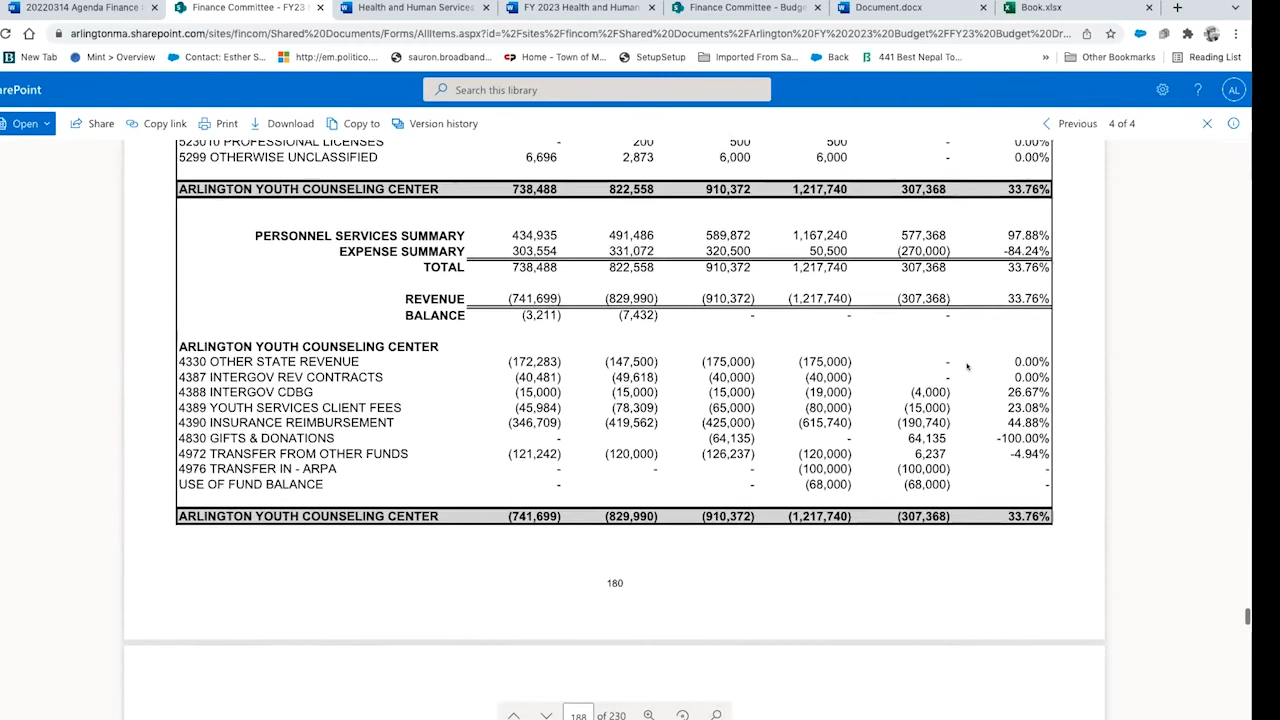 20220314 Agenda Finance Finance Committee - FY23 Health and Human Services FY 2023 Health and Human Finance Committee - Budge Document.docx Book.xlsx
arlingtonma.sharepoint.com/sites/fincom/Shared%20Documents/Forms/AllItems.aspx?id=%2Fsites%2Ffincom%2FShared%20Documents%2FArlington%20FY%202023%20Budget%2FFY23%20Budget%20Dr...
New Tab Mint > Overview Contact: Esther S... http://em.politico.... sauron.broadband... Home - Town of M... SetupSetup Imported From Sa... Back 441 Best Nepal To... » Other Bookmarks Reading List
arePoint Search this library ? AL
Open Share Copy link Print Download Copy to Version history Previous 4 of 4
523010 PROFESSIONAL LICENSES - 200 500 500 - 0.00%
5299 OTHERWISE UNCLASSIFIED 6,696 2,873 6,000 6,000 - 0.00%
ARLINGTON YOUTH COUNSELING CENTER 738,488 822,558 910,372 1,217,740 307,368 33.76%
PERSONNEL SERVICES SUMMARY 434,935 491,486 589,872 1,167,240 577,368 97.88%
EXPENSE SUMMARY 303,554 331,072 320,500 50,500 (270,000) -84.24%
TOTAL 738,488 822,558 910,372 1,217,740 307,368 33.76%
REVENUE (741,699) (829,990) (910,372) (1,217,740) (307,368) 33.76%
BALANCE (3,211) (7,432) - - -
ARLINGTON YOUTH COUNSELING CENTER
4330 OTHER STATE REVENUE (172,283) (147,500) (175,000) (175,000) - 0.00%
4387 INTERGOV REV CONTRACTS (40,481) (49,618) (40,000) (40,000) - 0.00%
4388 INTERGOV CDBG (15,000) (15,000) (15,000) (19,000) (4,000) 26.67%
4389 YOUTH SERVICES CLIENT FEES (45,984) (78,309) (65,000) (80,000) (15,000) 23.08%
4390 INSURANCE REIMBURSEMENT (346,709) (419,562) (425,000) (615,740) (190,740) 44.88%
4830 GIFTS & DONATIONS - (64,135) - 64,135 -100.00%
4972 TRANSFER FROM OTHER FUNDS (121,242) (120,000) (126,237) (120,000) 6,237 -4.94%
4976 TRANSFER IN - ARPA - - - (100,000) (100,000) -
USE OF FUND BALANCE - - (68,000) (68,000) -
ARLINGTON YOUTH COUNSELING CENTER (741,699) (829,990) (910,372) (1,217,740) (307,368) 33.76%
180
188 of 230